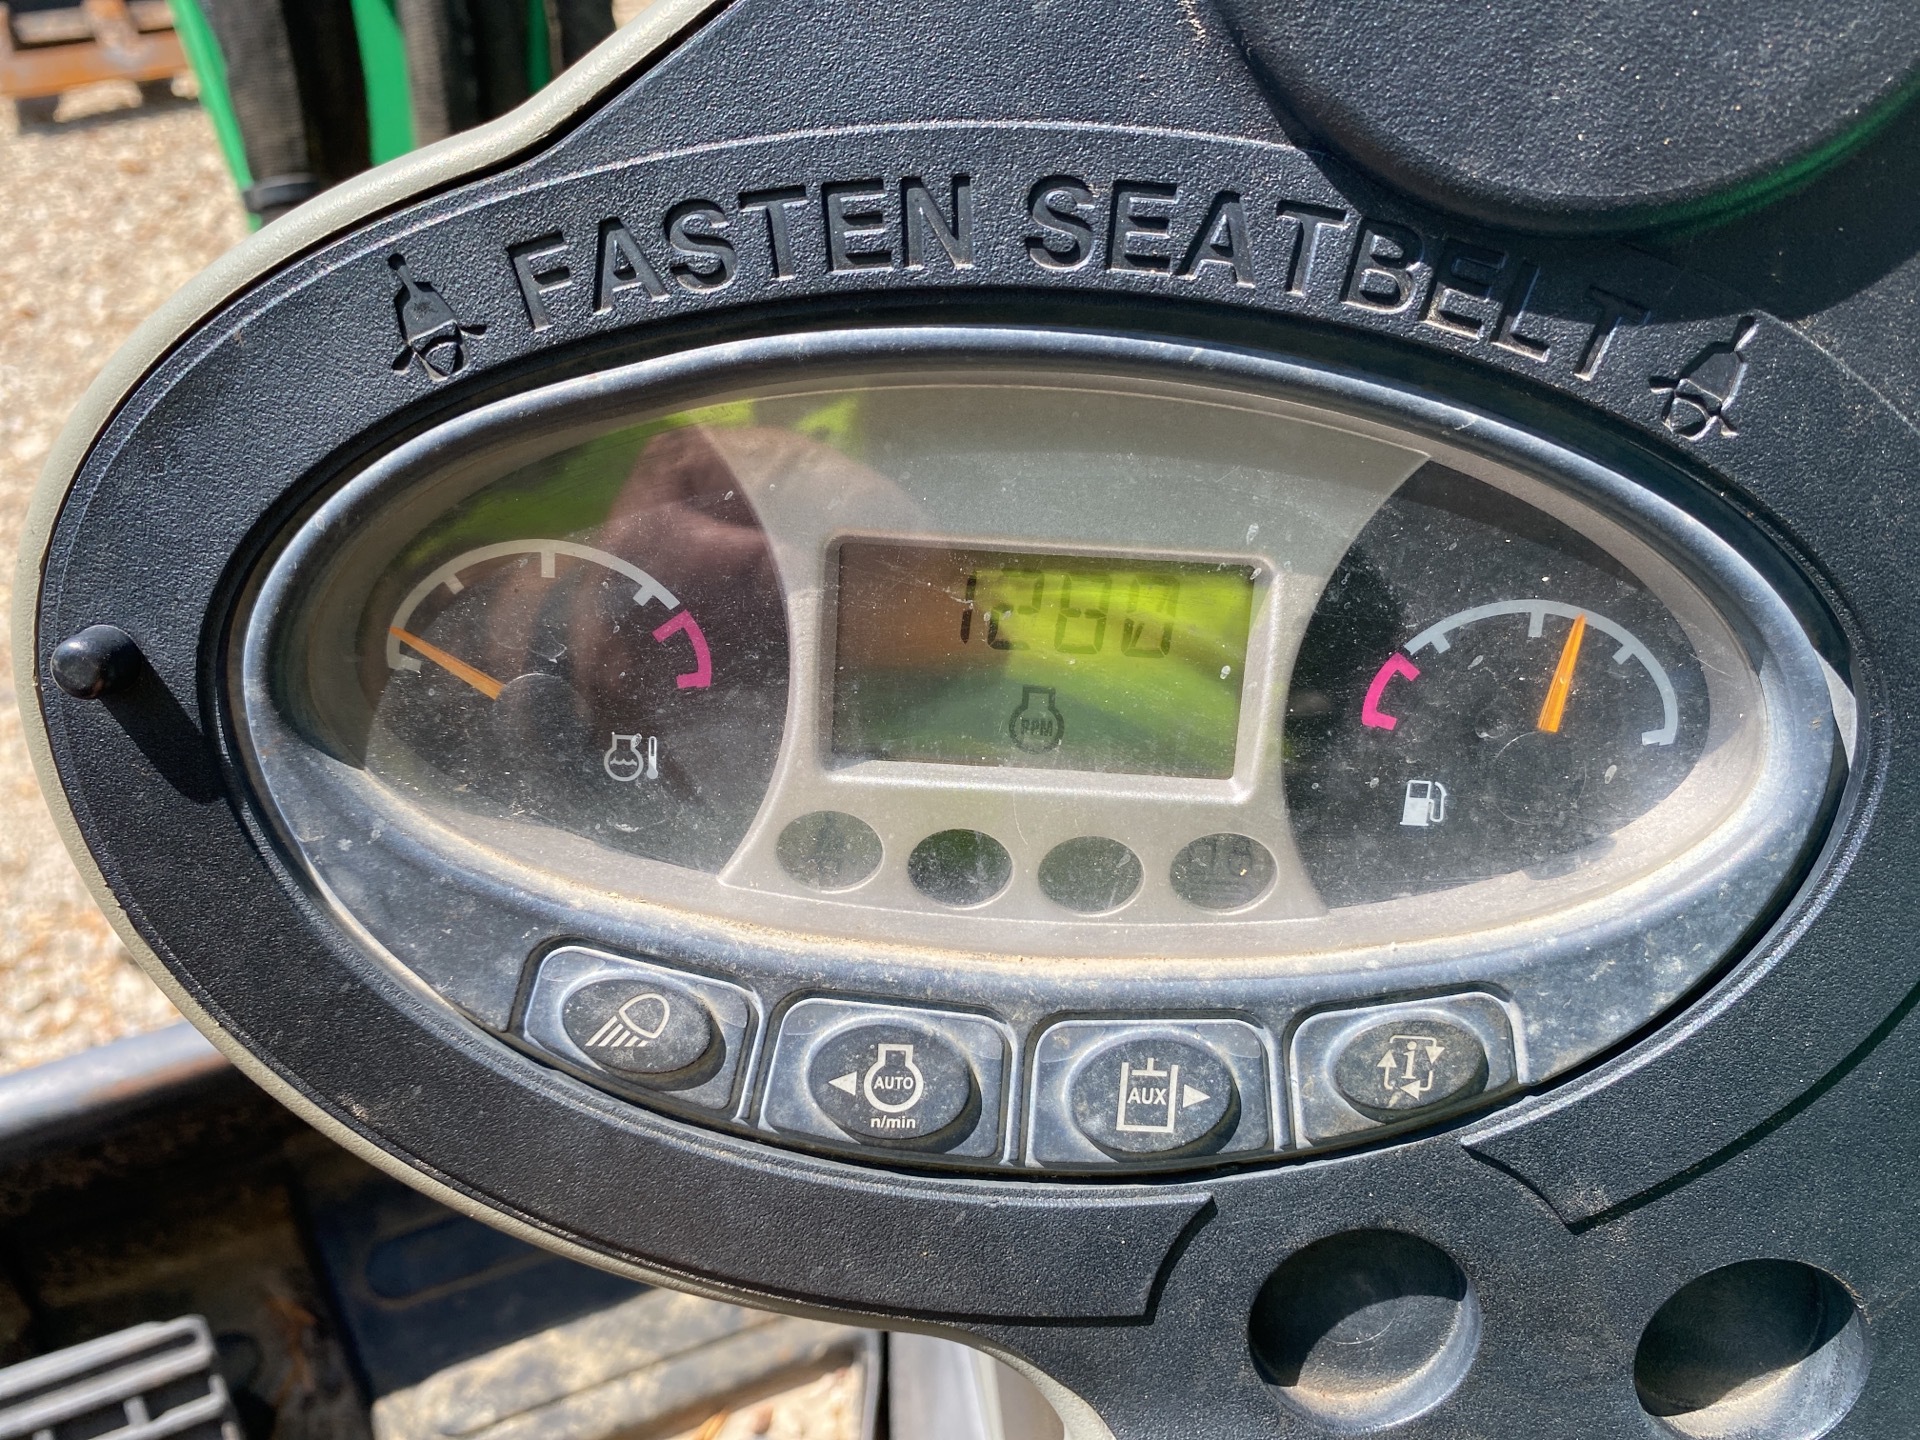 FASTEN SEATBELT
1280
RPM
AUTO
n/min
AUX
i